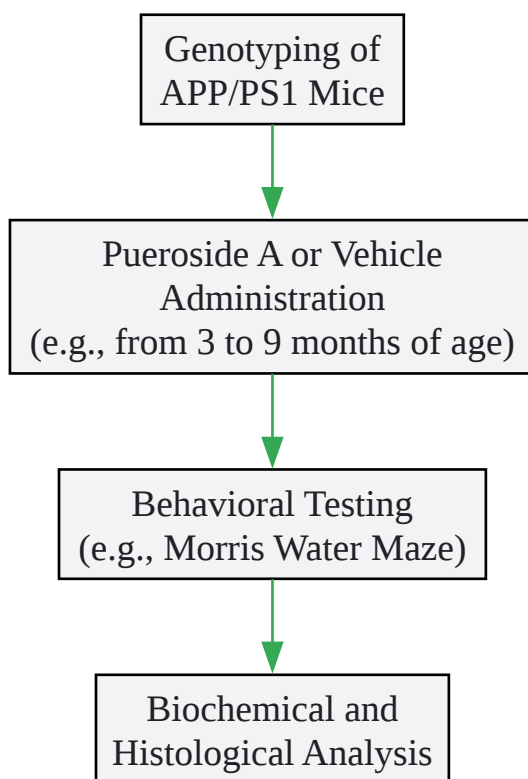 Genotyping of
APP/PS1 Mice
Pueroside A or Vehicle
Administration
(e.g., from 3 to 9 months of age)
Behavioral Testing
(e.g., Morris Water Maze)
Biochemical and
Histological Analysis